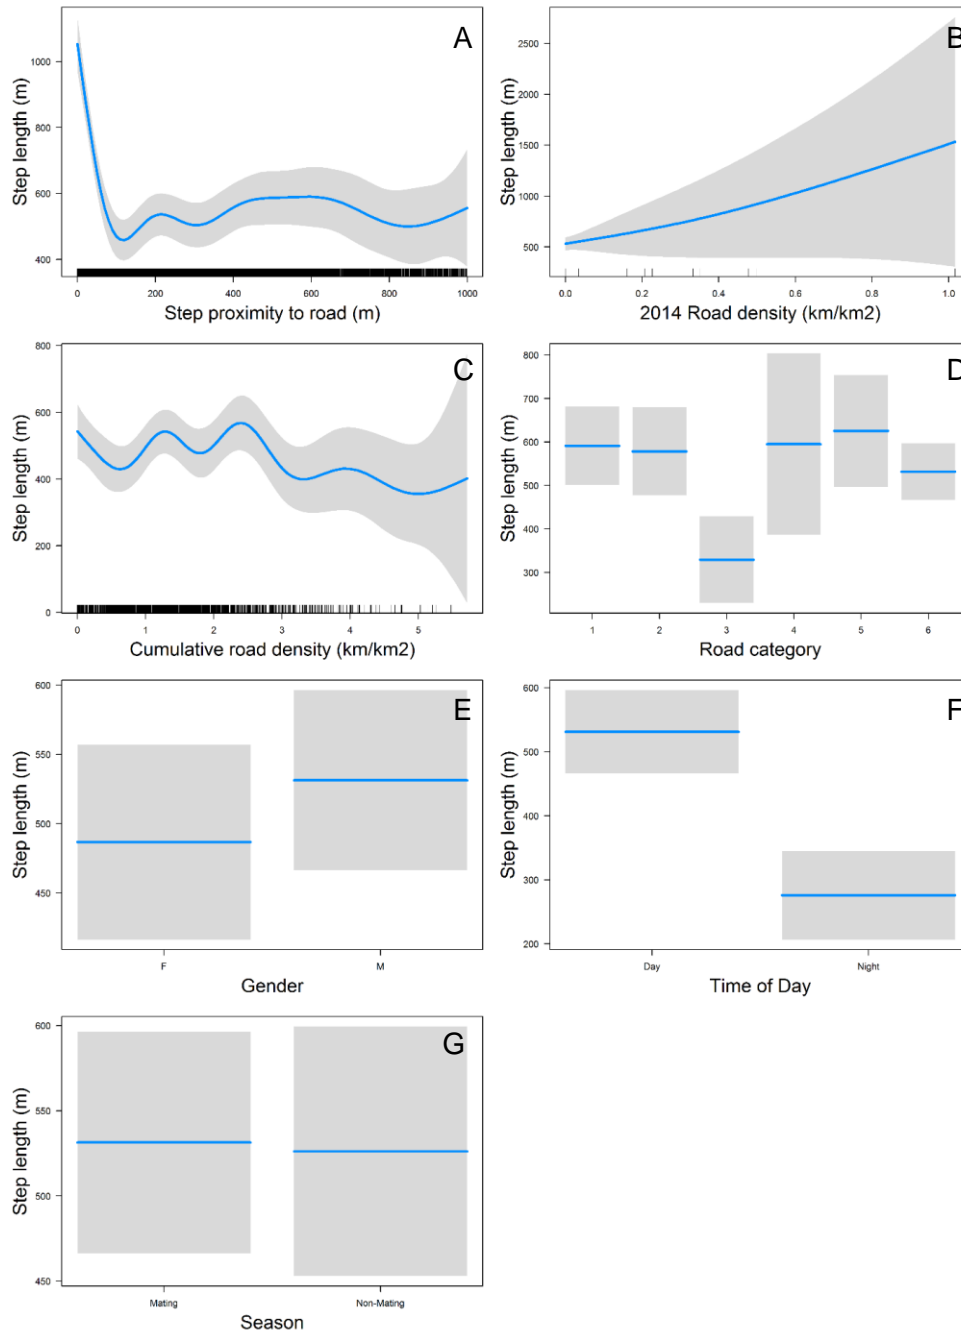 A
Step length (m)
1000
800
600
400
0 200 400 600 800 1000
Step proximity to road (m)
B
Step length (m)
2500
2000
1500
1000
500
0.0 0.2 0.4 0.6 0.8 1.0
2014 Road density (km/km2)
C
Step length (m)
800
600
400
200
0
0 1 2 3 4 5
Cumulative road density (km/km2)
D
Step length (m)
800
700
600
500
400
300
1 2 3 4 5 6
Road category
E
Step length (m)
600
550
500
450
F M
Gender
F
Step length (m)
600
500
400
300
200
Day Night
Time of Day
G
Step length (m)
600
550
500
450
Mating Non-Mating
Season